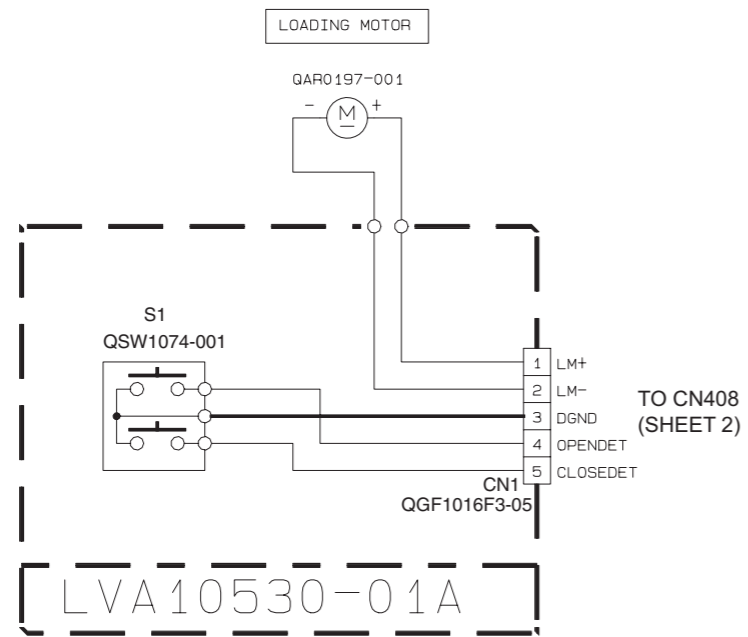 LOADING MOTOR
QAR0197-001
- M +
S1
QSW1074-001
1 LM+
2 LM-
3 DGND
4 OPENDET
5 CLOSEDET
TO CN408
(SHEET 2)
CN1
QGF1016F3-05
LVA10530-01A